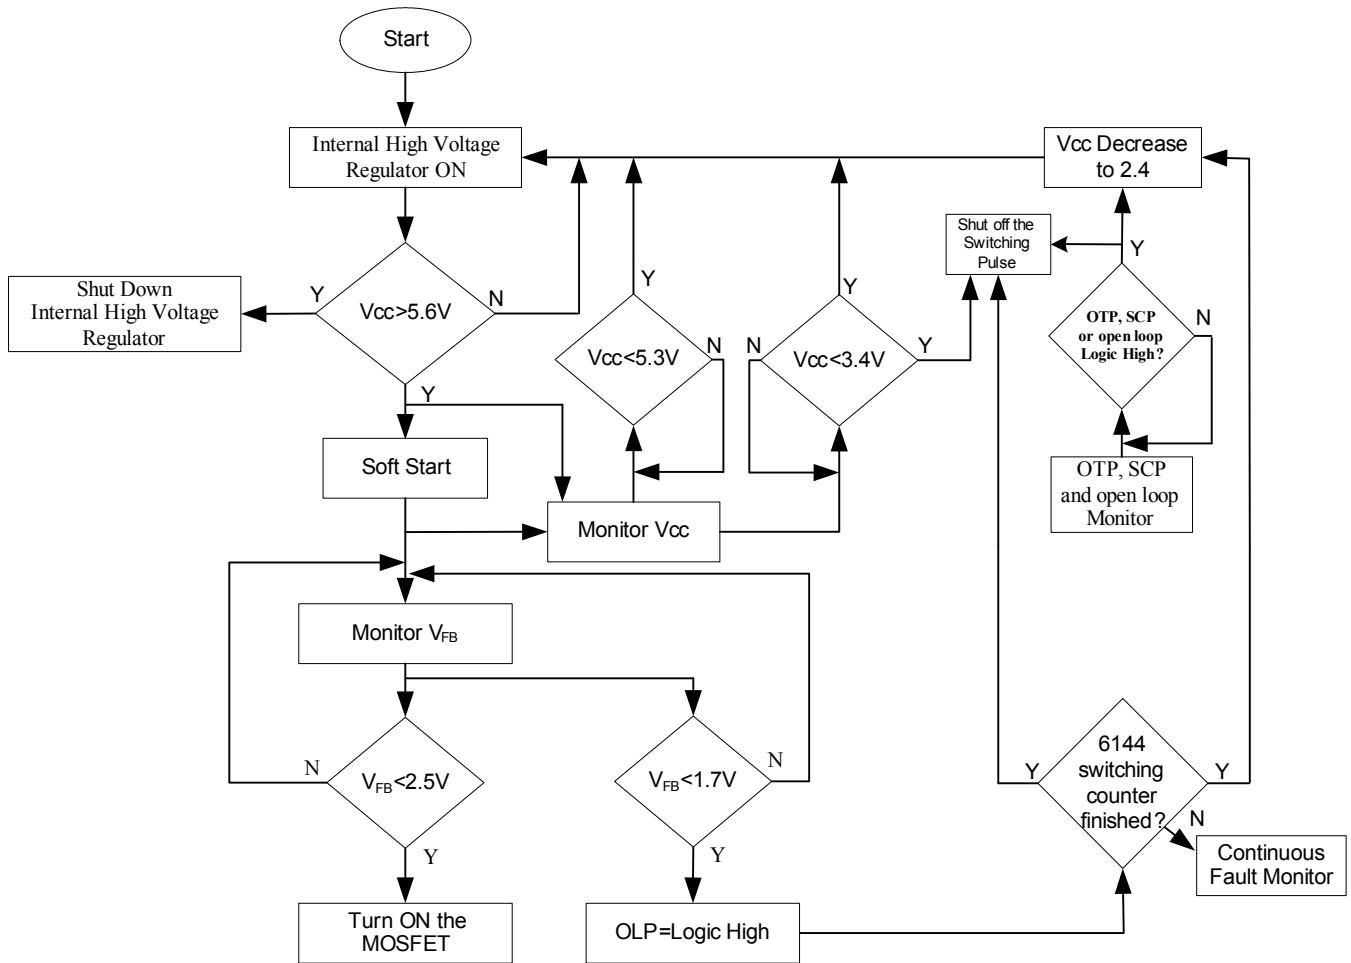 Start
Internal High Voltage
Regulator ON
Vcc Decrease
to 2.4
Shut off the
Switching
Pulse
Y
Shut Down
Internal High Voltage
Regulator
Y
Vcc>5.6V
N
Y
Vcc<5.3V
N
Y
N
Vcc<3.4V
Y
OTP, SCP
or open loop
Logic High?
N
Y
Soft Start
Monitor Vcc
OTP, SCP
and open loop
Monitor
Monitor VFB
N
VFB<2.5V
Y
VFB<1.7V
N
Y
Y
6144
switching
counter
finished?
Y
N
Continuous
Fault Monitor
Turn ON the
MOSFET
OLP=Logic High